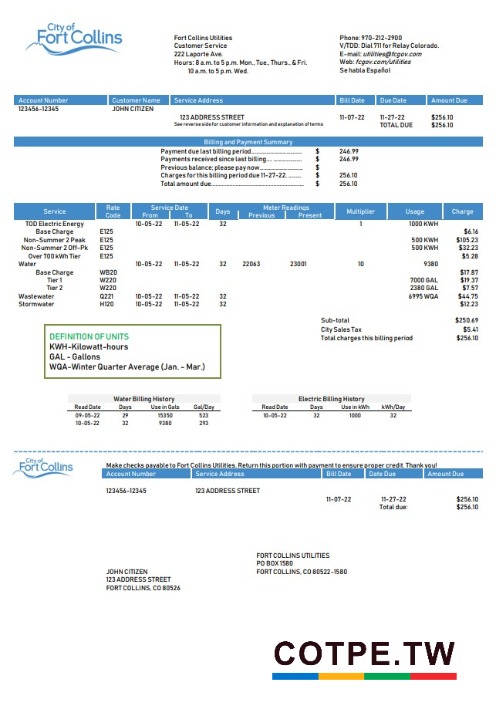 City of
Fort Collins
Fort Collins Utilities
Customer Service
222 Laporte Ave.
Hours: 8 a.m. to 5 p.m. Mon., Tue., Thurs., & Fri.
10 a.m. to 5 p.m. Wed.
Phone: 970-212-2900
V/TDD: Dial 711 for Relay Colorado.
E-mail: utilities@fcgov.com
Web: fcgov.com/utilities
Se habla Español
Account Number Customer Name Service Address Bill Date Due Date Amount Due
123456-12345 JOHN CITIZEN
123 ADDRESS STREET 11-07-22 11-27-22 $256.10
See reverse side for customer information and explanation of terms TOTAL DUE $256.10
Billing and Payment Summary
Payment due last billing period............................ $ 246.99
Payments received since last billing.... ................ $ 246.99
Previous balance; please pay now...................... $
Charges for this billing period due 11-27-22. ....... $ 256.10
Total amount due............................................... $ 256.10
Service Rate Code Service Date From To Days Meter Readings Previous Present Multiplier Usage Charge
TOD Electric Energy 10-05-22 11-05-22 32 1 1000 KWH
Base Charge E125 $6.16
Non-Summer 2 Peak E125 500 KWH $105.23
Non-Summer 2 Off-Pk E125 500 KWH $32.23
Over 700 kWh Tier E125 $5.28
Water 10-05-22 11-05-22 32 22063 23001 10 9380
Base Charge WB20 $17.87
Tier 1 W220 7000 GAL $19.37
Tier 2 W220 2380 GAL $7.57
Wastewater Q221 10-05-22 11-05-22 32 6995 WQA $44.75
Stormwater H120 10-05-22 11-05-22 32 $12.23
Sub-total $250.69
City Sales Tax $5.41
Total charges this billing period $256.10
DEFINITION OF UNITS
KWH-Kilowatt-hours
GAL - Gallons
WQA-Winter Quarter Average (Jan. - Mar.)
Water Billing History
Read Date Days Use in Gals Gal/Day
09-05-22 29 15350 523
10-05-22 32 9380 293
Electric Billing History
Read Date Days Use in kWh kWh/Day
10-05-22 32 1000 32
City of
Fort Collins
Make checks payable to Fort Collins Utilities. Return this portion with payment to ensure proper credit. Thank you!
Account Number Service Address Bill Date Date Due Amount Due
123456-12345 123 ADDRESS STREET
11-07-22 11-27-22 $256.10
Total due: $256.10
FORT COLLINS UTILITIES
PO BOX 1580
FORT COLLINS, CO 80522-1580
JOHN CITIZEN
123 ADDRESS STREET
FORT COLLINS, CO 80526
COTPE.TW